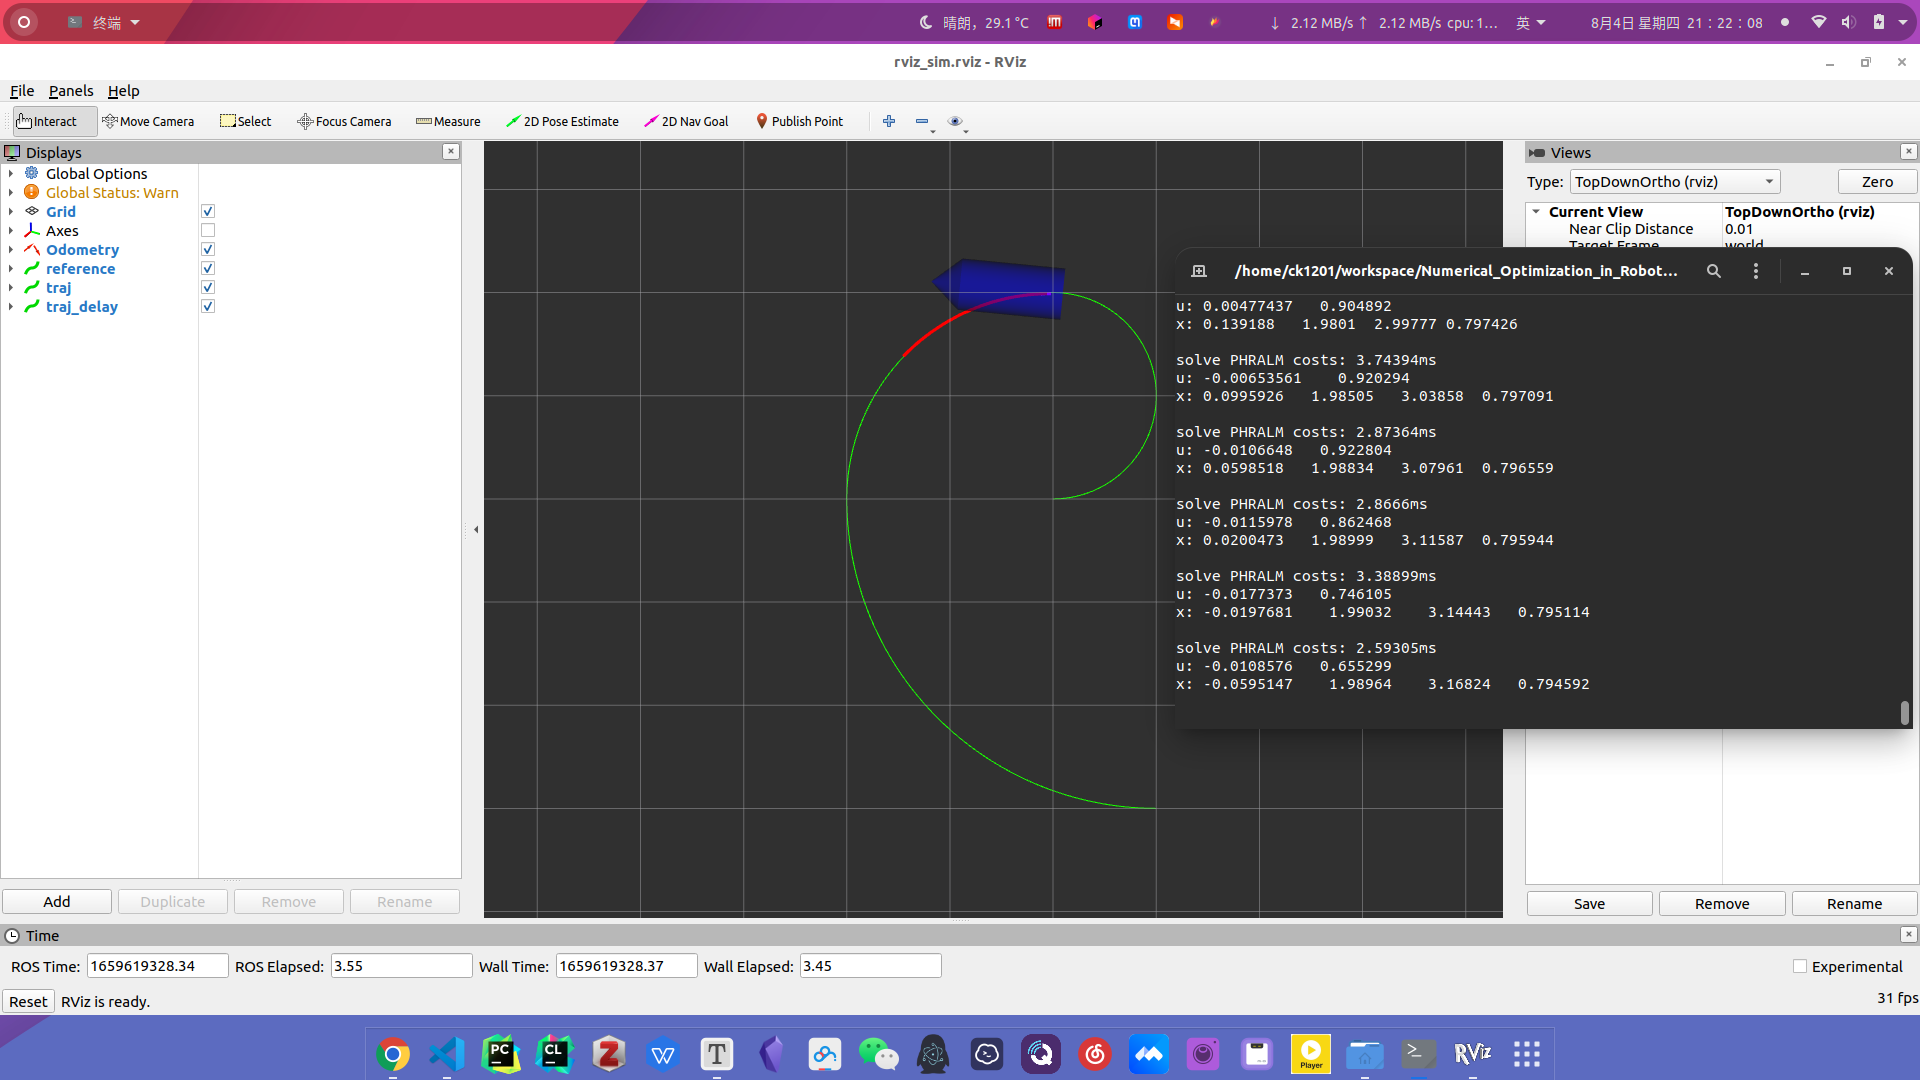 终端
晴朗，29.1 °C
↓ 2.12 MB/s ↑ 2.12 MB/s cpu: 1...
英
8月4日 星期四 21：22：08
rviz_sim.rviz - RViz
File Panels Help
Interact Move Camera Select Focus Camera Measure 2D Pose Estimate 2D Nav Goal Publish Point
Displays
Global Options
Global Status: Warn
Grid
Axes
Odometry
reference
traj
traj_delay
Add Duplicate Remove Rename
Views
Type: TopDownOrtho (rviz) Zero
Current View TopDownOrtho (rviz)
Near Clip Distance 0.01
Target Frame world
/home/ck1201/workspace/Numerical_Optimization_in_Robot...
u: 0.00477437 0.904892
x: 0.139188 1.9801 2.99777 0.797426
solve PHRALM costs: 3.74394ms
u: -0.00653561 0.920294
x: 0.0995926 1.98505 3.03858 0.797091
solve PHRALM costs: 2.87364ms
u: -0.0106648 0.922804
x: 0.0598518 1.98834 3.07961 0.796559
solve PHRALM costs: 2.8666ms
u: -0.0115978 0.862468
x: 0.0200473 1.98999 3.11587 0.795944
solve PHRALM costs: 3.38899ms
u: -0.0177373 0.746105
x: -0.0197681 1.99032 3.14443 0.795114
solve PHRALM costs: 2.59305ms
u: -0.0108576 0.655299
x: -0.0595147 1.98964 3.16824 0.794592
Save Remove Rename
Time
ROS Time: 1659619328.34 ROS Elapsed: 3.55 Wall Time: 1659619328.37 Wall Elapsed: 3.45 Experimental
Reset RViz is ready. 31 fps
PC CL Z W T Player RViz